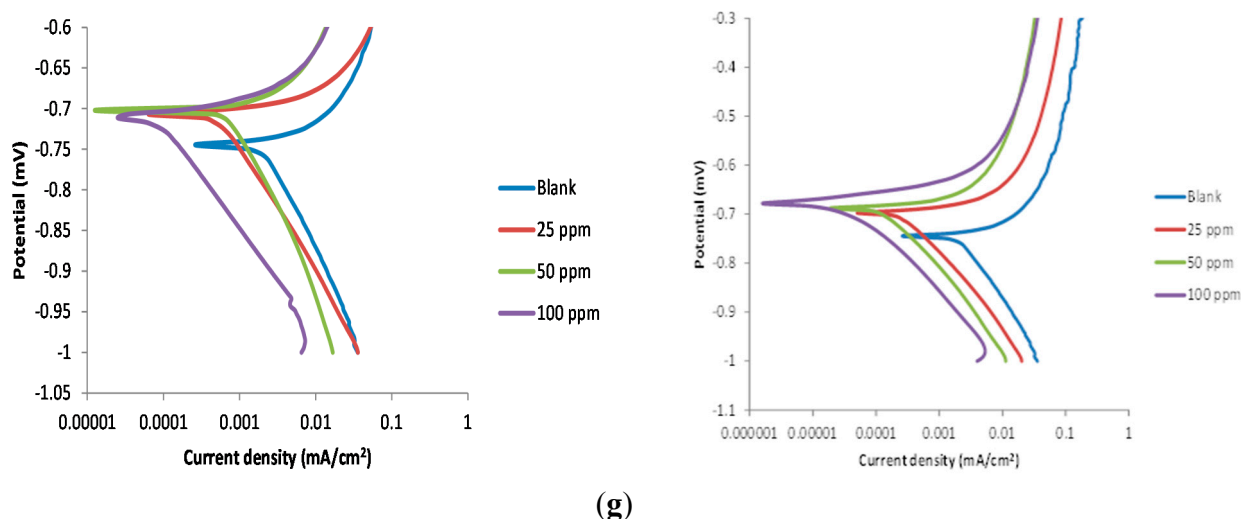 -0.6
-0.65
-0.7
-0.75
-0.8
-0.85
-0.9
-0.95
-1
-1.05
Potential (mV)
0.00001 0.0001 0.001 0.01 0.1 1
Current density (mA/cm²)
Blank
25 ppm
50 ppm
100 ppm
-0.3
-0.4
-0.5
-0.6
-0.7
-0.8
-0.9
-1
-1.1
Potential (mV)
0.000001 0.00001 0.0001 0.001 0.01 0.1 1
Current density (mA/cm²)
Blank
25 ppm
50 ppm
100 ppm
(g)